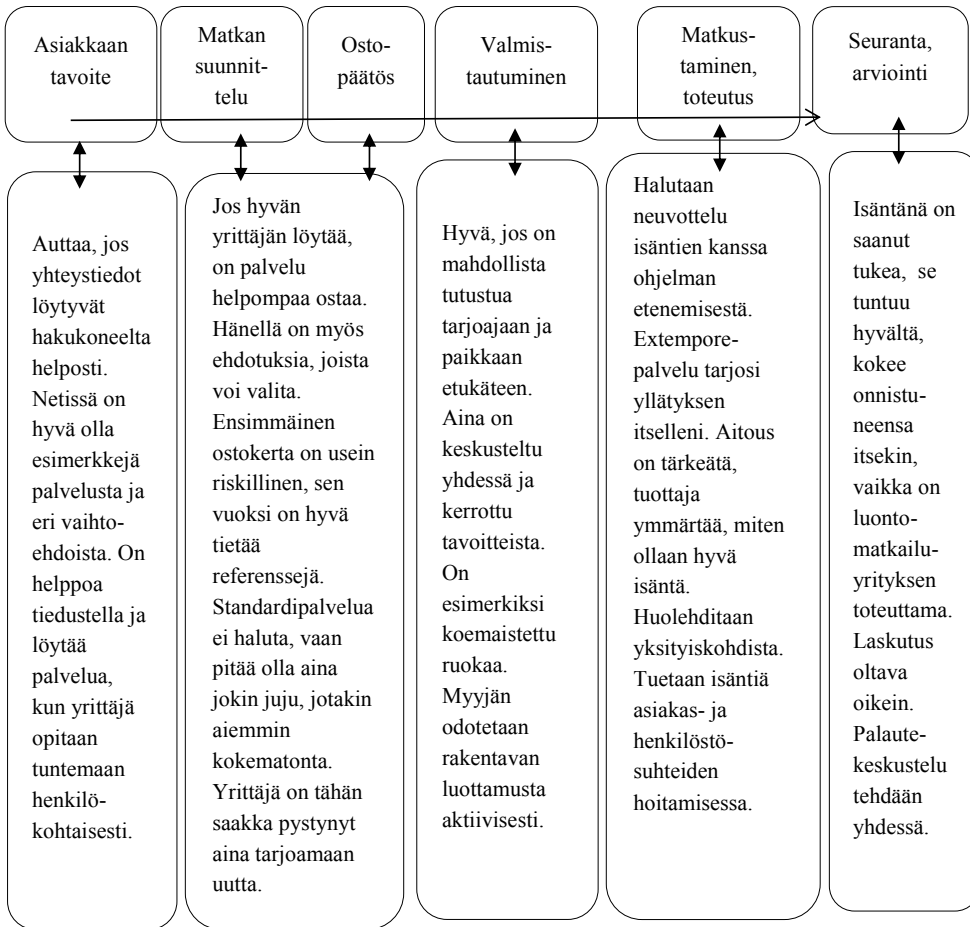 Asiakkaan
tavoite
Matkan
suunnit-
telu
Osto-
päätös
Valmis-
tautuminen
Matkus-
taminen,
toteutus
Seuranta,
arviointi
Auttaa, jos
yhteystiedot
löytyvät
hakukoneelta
helposti.
Netissä on
hyvä olla
esimerkkejä
palvelusta ja
eri vaihto-
ehdoista. On
helppoa
tiedustella ja
löytää
palvelua,
kun yrittäjä
opitaan
tuntemaan
henkilö-
kohtaisesti.
Jos hyvän
yrittäjän löytää,
on palvelu
helpompaa ostaa.
Hänellä on myös
ehdotuksia, joista
voi valita.
Ensimmäinen
ostokerta on usein
riskillinen, sen
vuoksi on hyvä
tietää
referenssejä.
Standardipalvelua
ei haluta, vaan
pitää olla aina
jokin juju, jotakin
aiemmin
kokematonta.
Yrittäjä on tähän
saakka pystynyt
aina tarjoamaan
uutta.
Hyvä, jos on
mahdollista
tutustua
tarjoajaan ja
paikkaan
etukäteen.
Aina on
keskusteltu
yhdessä ja
kerrottu
tavoitteista.
On
esimerkiksi
koemaistettu
ruokaa.
Myyjän
odotetaan
rakentavan
luottamusta
aktiivisesti.
Halutaan
neuvottelu
isäntien kanssa
ohjelman
etenemisestä.
Extempore-
palvelu tarjosi
yllätyksen
itselleni. Aitous
on tärkeätä,
tuottaja
ymmärtää, miten
ollaan hyvä
isäntä.
Huolehditaan
yksityiskohdista.
Tuetaan isäntiä
asiakas- ja
henkilöstö-
suhteiden
hoitamisessa.
Isäntänä on
saanut
tukea, se
tuntuu
hyvältä,
kokee
onnistu-
neensa
itsekin,
vaikka on
luonto-
matkailu-
yrityksen
toteuttama.
Laskutus
oltava
oikein.
Palaute-
keskustelu
tehdään
yhdessä.